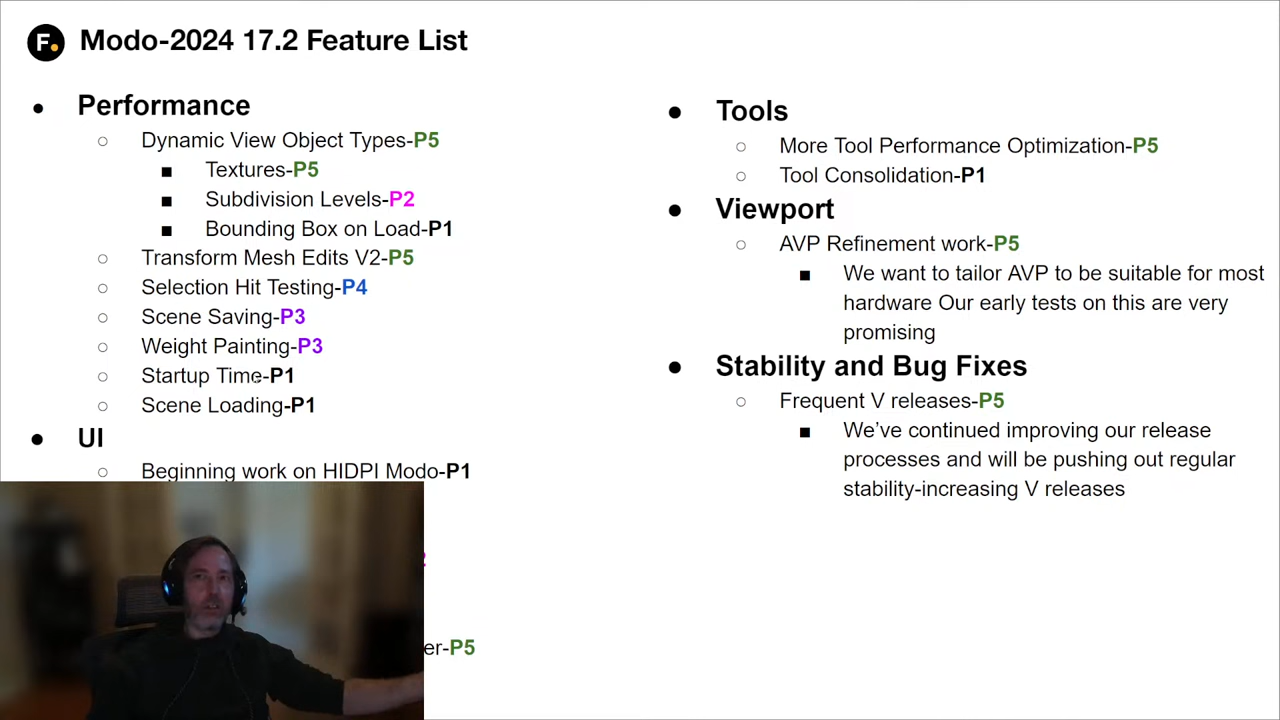 F.
Modo-2024 17.2 Feature List
Performance
Dynamic View Object Types-P5
Textures-P5
Subdivision Levels-P2
Bounding Box on Load-P1
Transform Mesh Edits V2-P5
Selection Hit Testing-P4
Scene Saving-P3
Weight Painting-P3
Startup Time-P1
Scene Loading-P1
UI
Beginning work on HIDPI Modo-P1
er-P5
Tools
More Tool Performance Optimization-P5
Tool Consolidation-P1
Viewport
AVP Refinement work-P5
We want to tailor AVP to be suitable for most
hardware Our early tests on this are very
promising
Stability and Bug Fixes
Frequent V releases-P5
We’ve continued improving our release
processes and will be pushing out regular
stability-increasing V releases